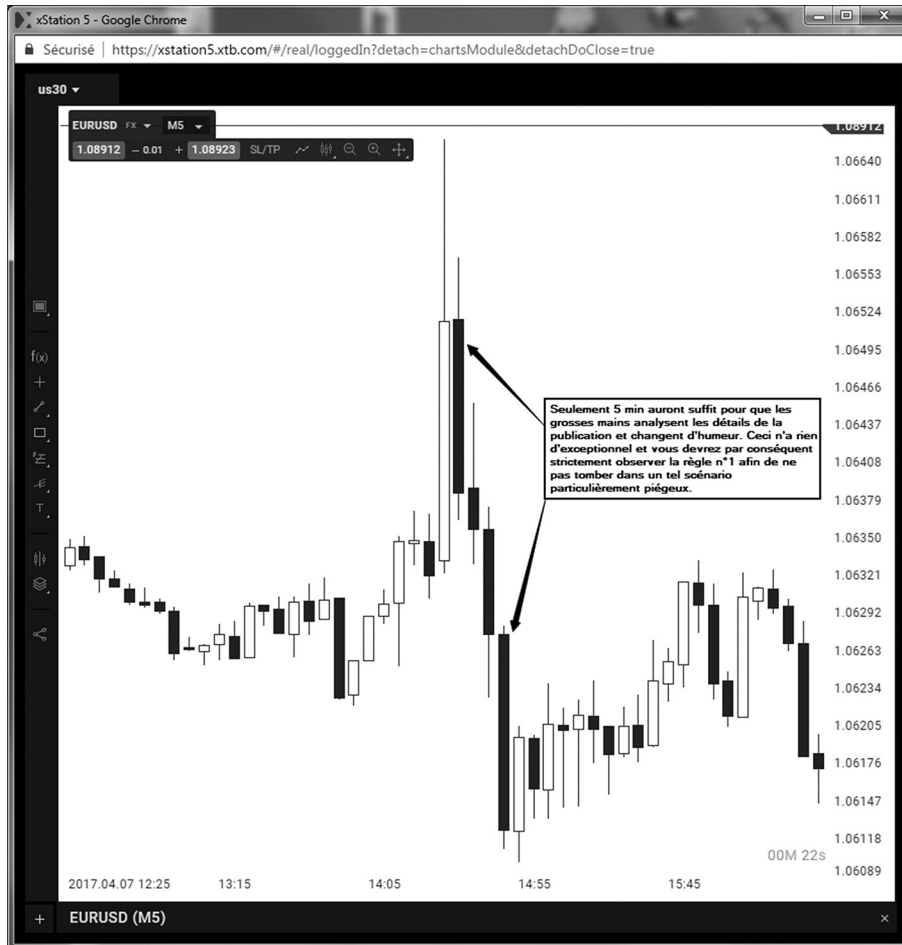 xStation 5 - Google Chrome
Sécurisé | https://xstation5.xtb.com/#/real/loggedIn?detach=chartsModule&detachDoClose=true
us30
EURUSD FX M5
1.08912 – 0.01 + 1.08923 SL/TP
1.08912
1.06640
1.06611
1.06582
1.06553
1.06524
1.06495
1.06466
1.06437
1.06408
1.06379
1.06350
1.06321
1.06292
1.06263
1.06234
1.06205
1.06176
1.06147
1.06118
1.06089
f(x)
T
Seulement 5 min auront suffit pour que les
grosses mains analysent les détails de la
publication et changent d'humeur. Ceci n'a rien
d'exceptionnel et vous devrez par conséquent
strictement observer la règle n°1 afin de ne
pas tomber dans un tel scénario
particulièrement piégeux.
00M 22s
2017.04.07 12:25 13:15 14:05 14:55 15:45
+ EURUSD (M5) ×